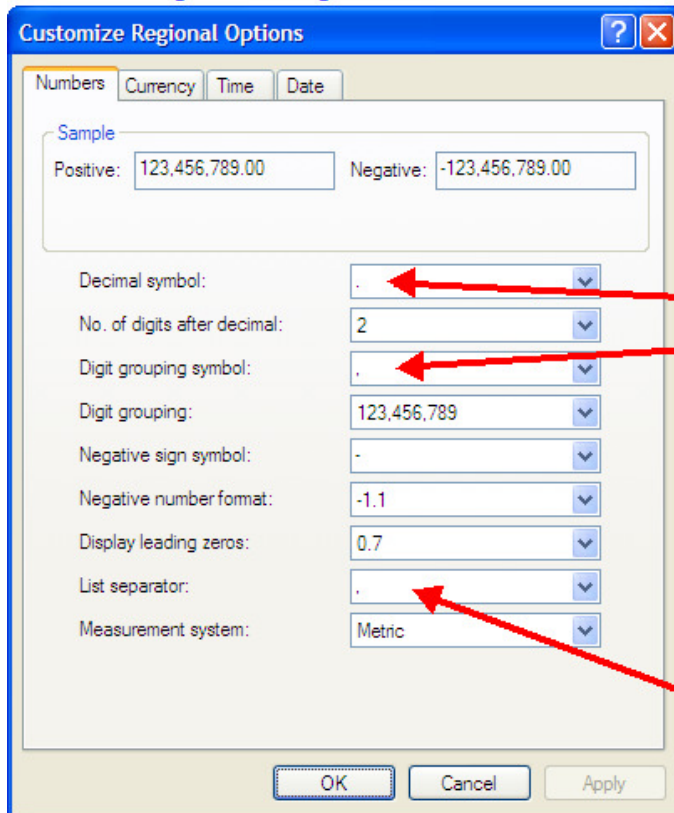 Customize Regional Options
Numbers Currency Time Date
Sample
Positive: 123,456,789.00 Negative: -123,456,789.00
Decimal symbol: .
No. of digits after decimal: 2
Digit grouping symbol: ,
Digit grouping: 123,456,789
Negative sign symbol: -
Negative number format: -1.1
Display leading zeros: 0.7
List separator: ,
Measurement system: Metric
OK Cancel Apply